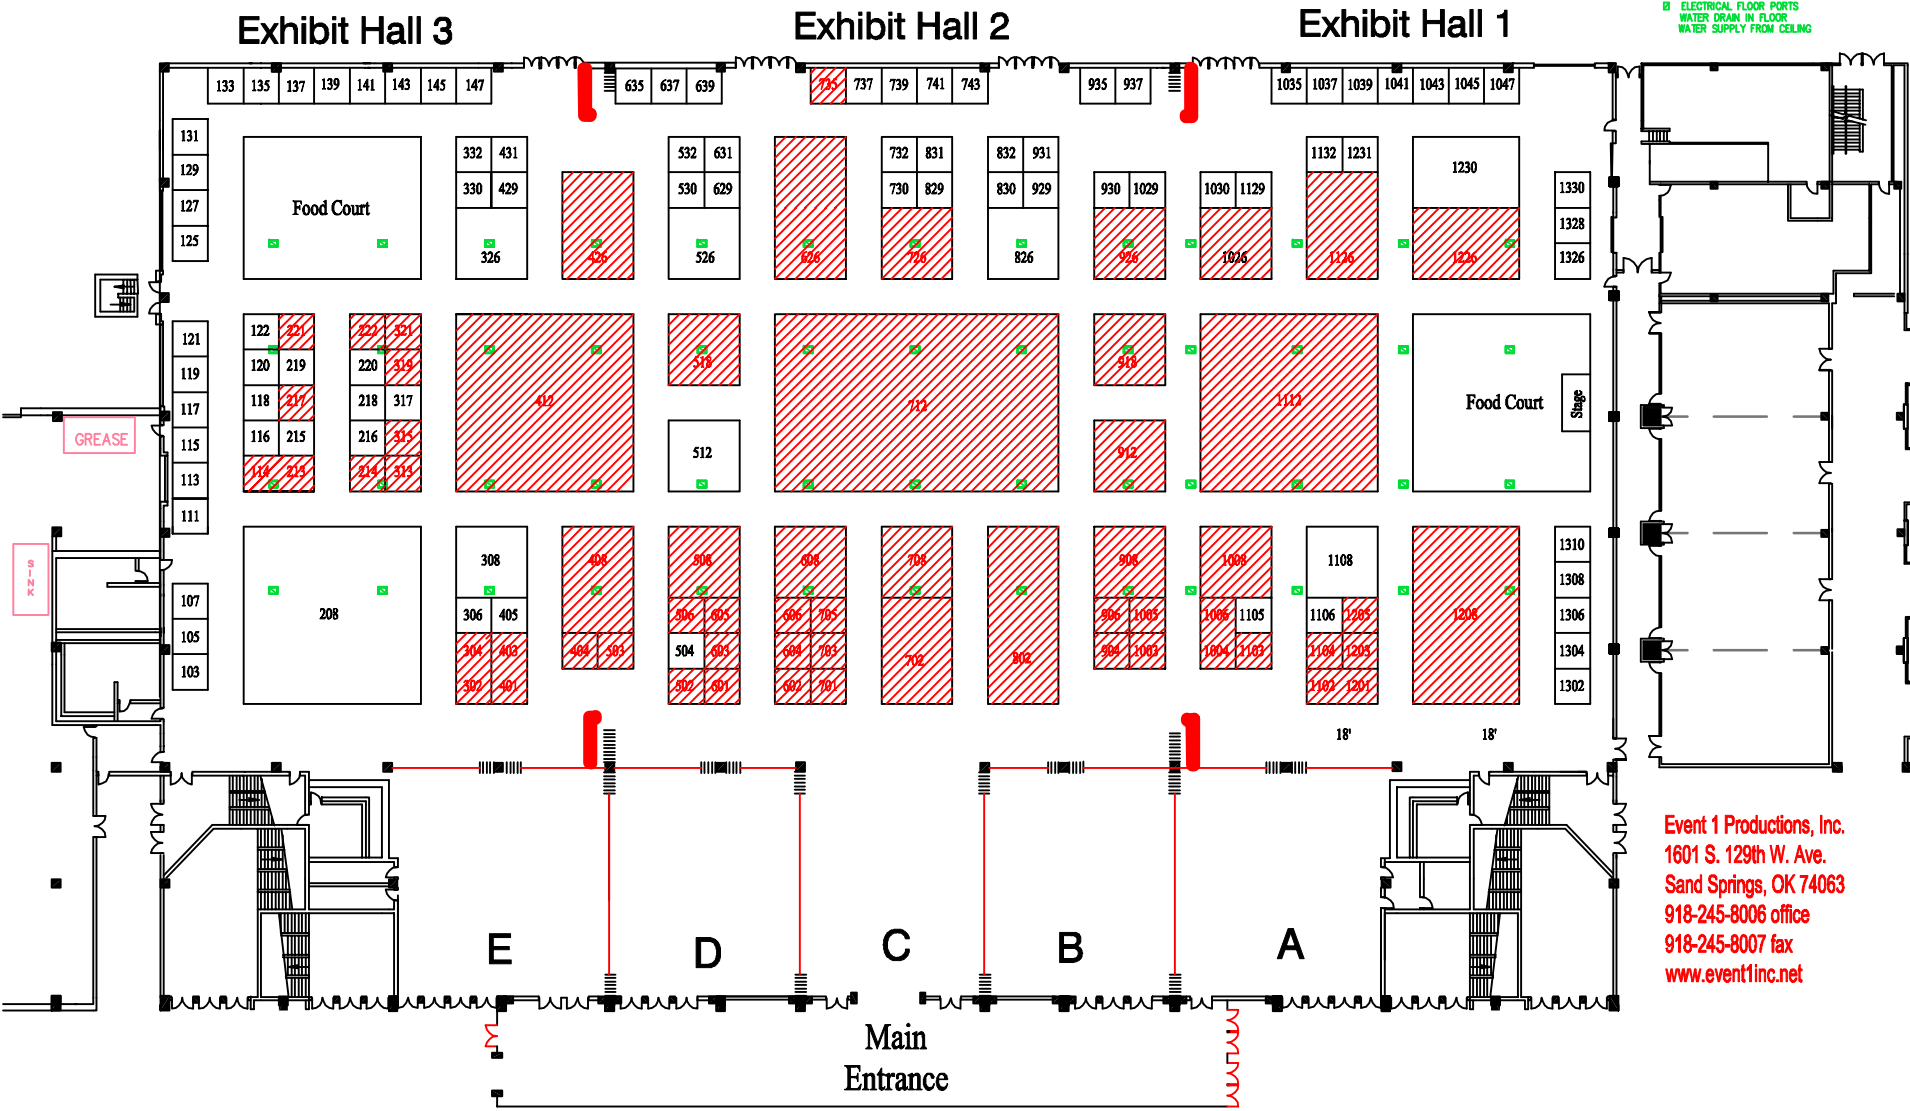 ELECTRICAL FLOOR PORTS
WATER DRAIN IN FLOOR
WATER SUPPLY FROM CEILING
Exhibit Hall 3
Exhibit Hall 2
Exhibit Hall 1
133 135 137 139 141 143 145 147 635 637 639 735 737 739 741 743 935 937 1035 1037 1039 1041 1043 1045 1047
131
332 431 532 631 732 831 832 931 1132 1231
129
1230
330 429 530 629 730 829 830 929 930 1029 1030 1129 1330
127
Food Court
1328
125
326 426 526 626 726 826 926 1026 1126 1226 1326
121 122 221 222 321
119 120 219 220 319 518 918
117 118 217 218 317 412 712 1112 Food Court Stage
115 116 215 216 315
GREASE
512 912
113 114 213 214 313
111
308 408 508 608 708 908 1008 1108 1310
SINK
1308
107
208 306 405 506 605 606 705 906 1005 1006 1105 1106 1205 1208 1306
105
304 403 404 503 504 603 604 703 702 802 904 1003 1004 1103 1104 1203 1304
103
302 401 502 601 602 701 1102 1201 1302
18' 18'
Event 1 Productions, Inc.
1601 S. 129th W. Ave.
Sand Springs, OK 74063
918-245-8006 office
918-245-8007 fax
www.event1inc.net
E D C B A
Main
Entrance